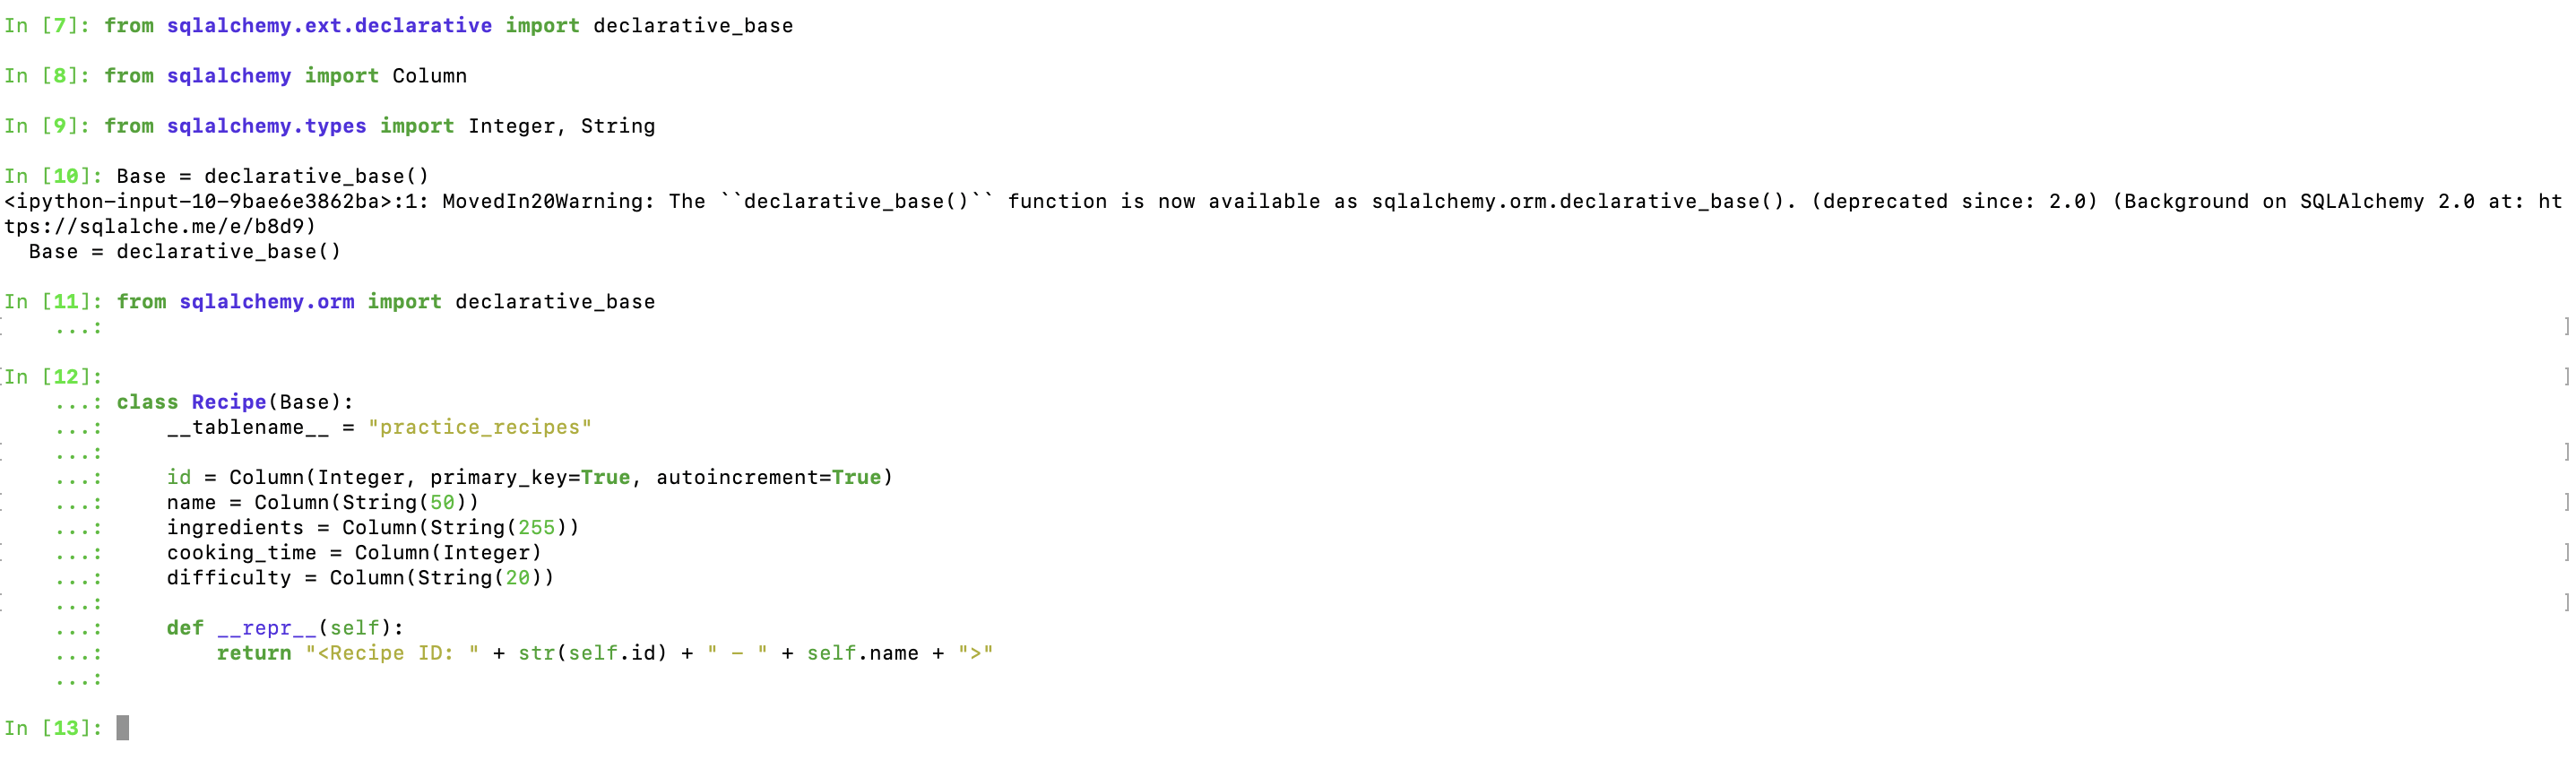 In [7]: from sqlalchemy.ext.declarative import declarative_base
In [8]: from sqlalchemy import Column
In [9]: from sqlalchemy.types import Integer, String
In [10]: Base = declarative_base()
<ipython-input-10-9bae6e3862ba>:1: MovedIn20Warning: The ``declarative_base()`` function is now available as sqlalchemy.orm.declarative_base(). (deprecated since: 2.0) (Background on SQLAlchemy 2.0 at: ht
tps://sqlalche.me/e/b8d9)
  Base = declarative_base()
In [11]: from sqlalchemy.orm import declarative_base
[    ...: ]
[In [12]: ]
    ...: class Recipe(Base):
    ...:     __tablename__ = "practice_recipes"
[    ...: ]
    ...:     id = Column(Integer, primary_key=True, autoincrement=True)
[    ...:     name = Column(String(50)) ]
    ...:     ingredients = Column(String(255))
[    ...:     cooking_time = Column(Integer) ]
    ...:     difficulty = Column(String(20))
[    ...: ]
    ...:     def __repr__(self):
    ...:         return "<Recipe ID: " + str(self.id) + " - " + self.name + ">"
    ...:
In [13]: